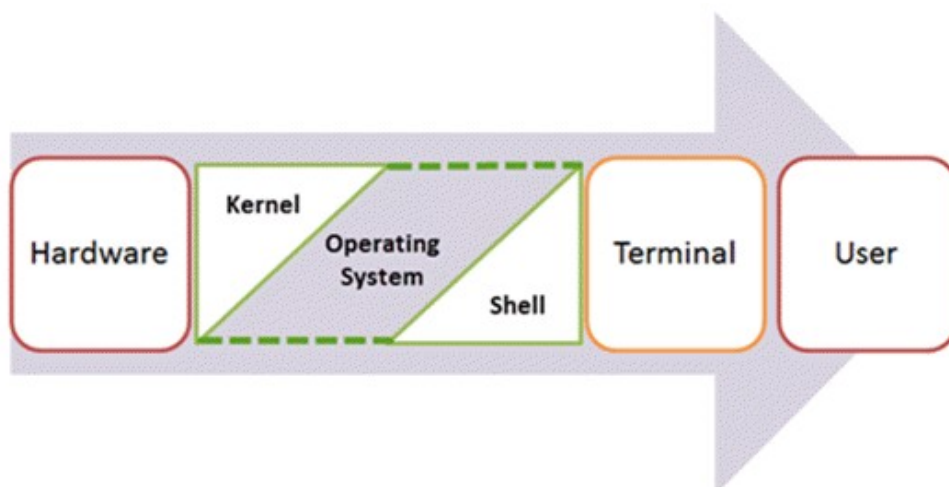 Hardware
Kernel
Operating
System
Shell
Terminal
User